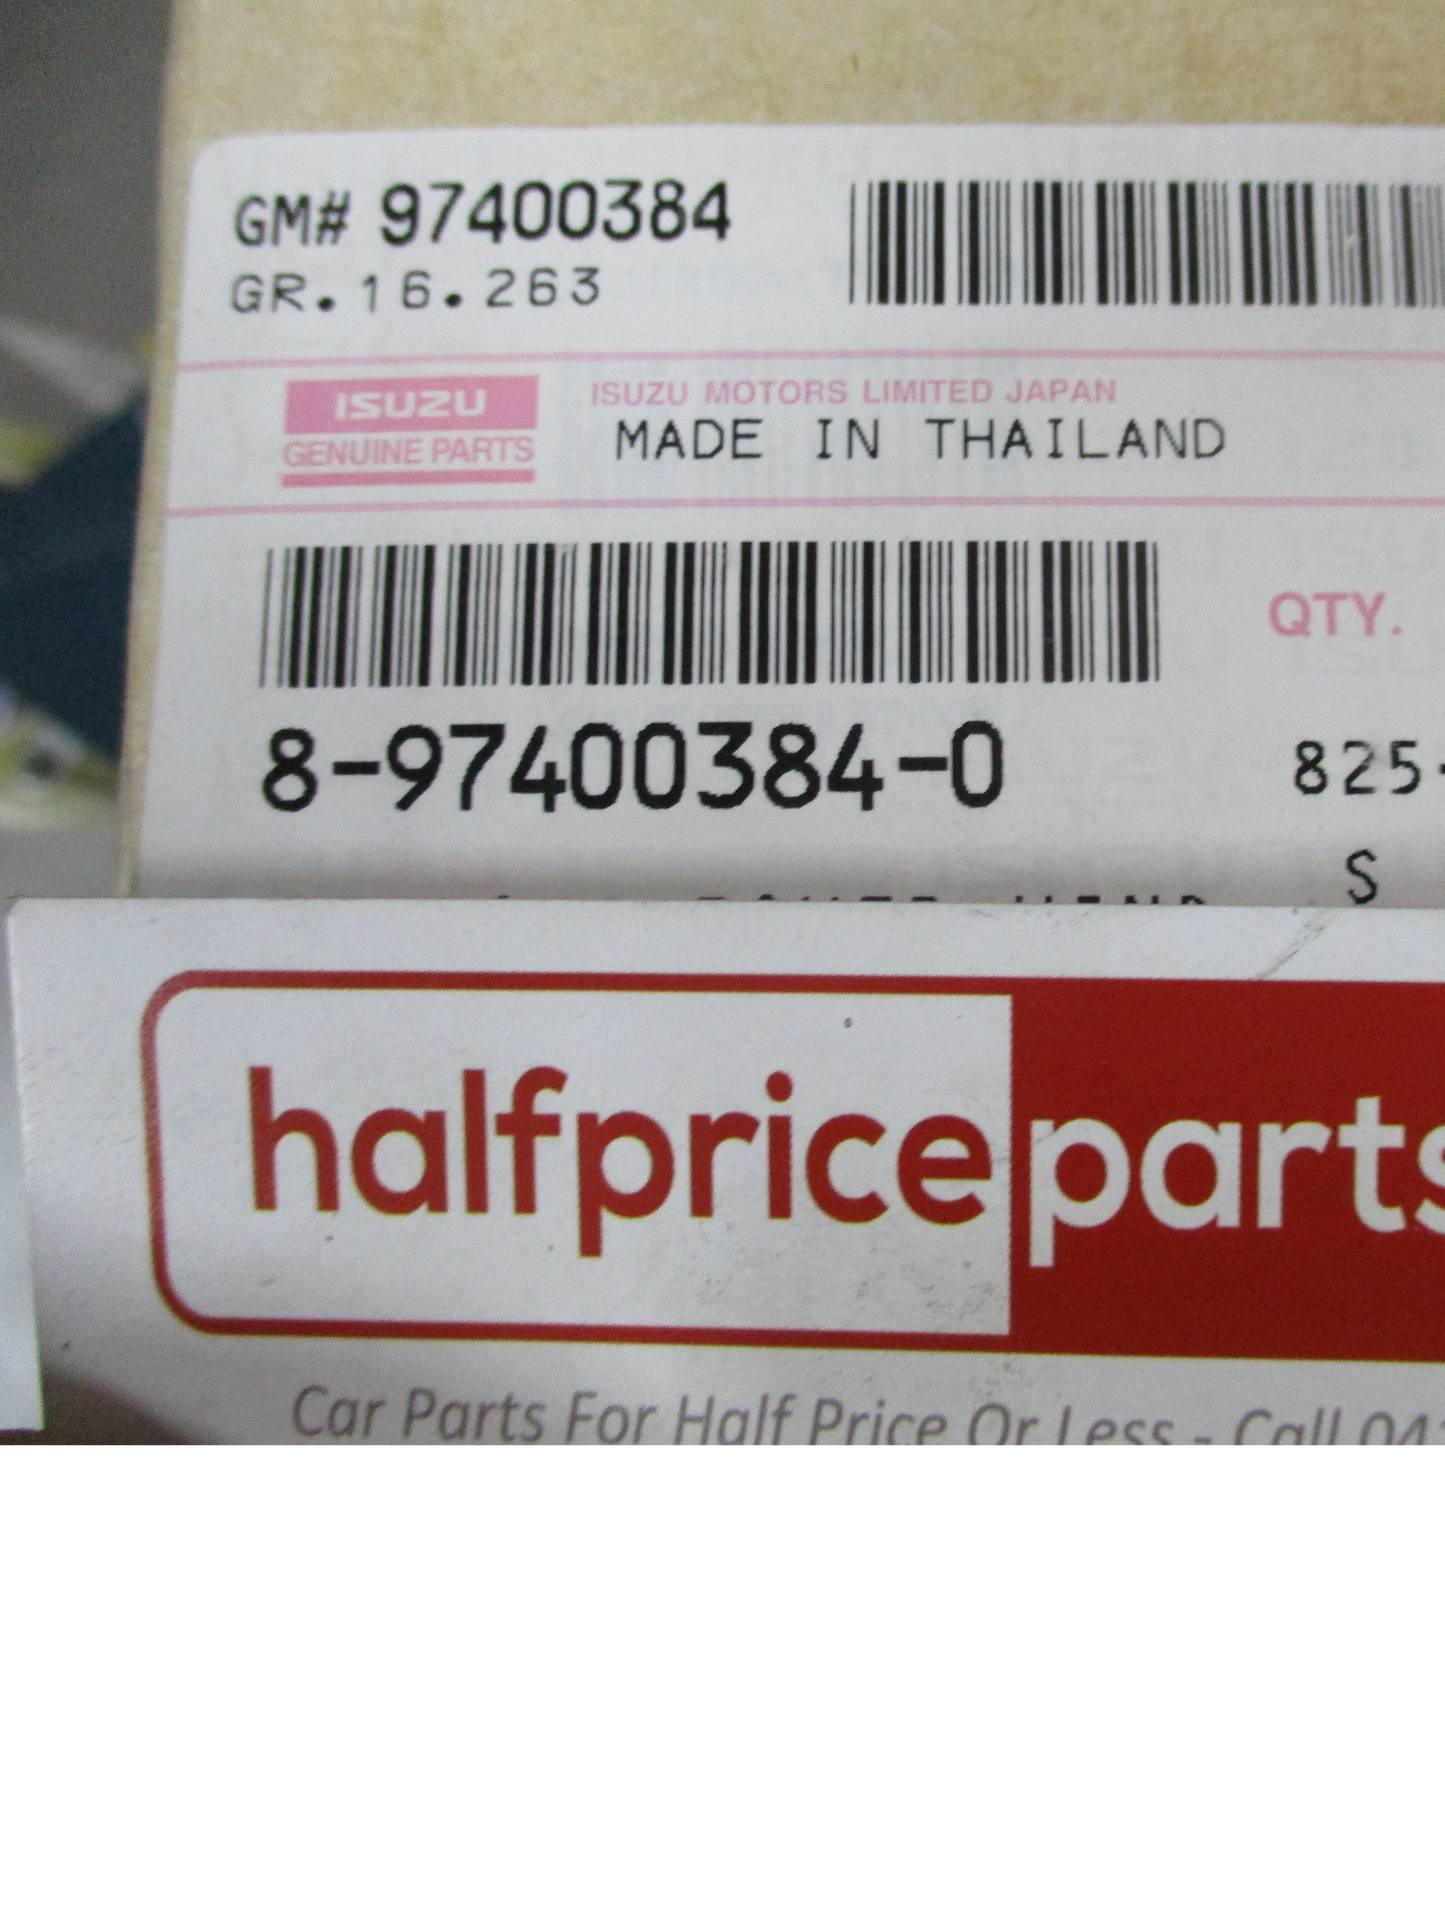 GM# 97400384
GR.16.263
ISUZU
GENUINE PARTS
ISUZU MOTORS LIMITED JAPAN
MADE IN THAILAND
QTY.
8-97400384-0
825-
S
halfpriceparts
Car Parts For Half Price Or Less - Call 04